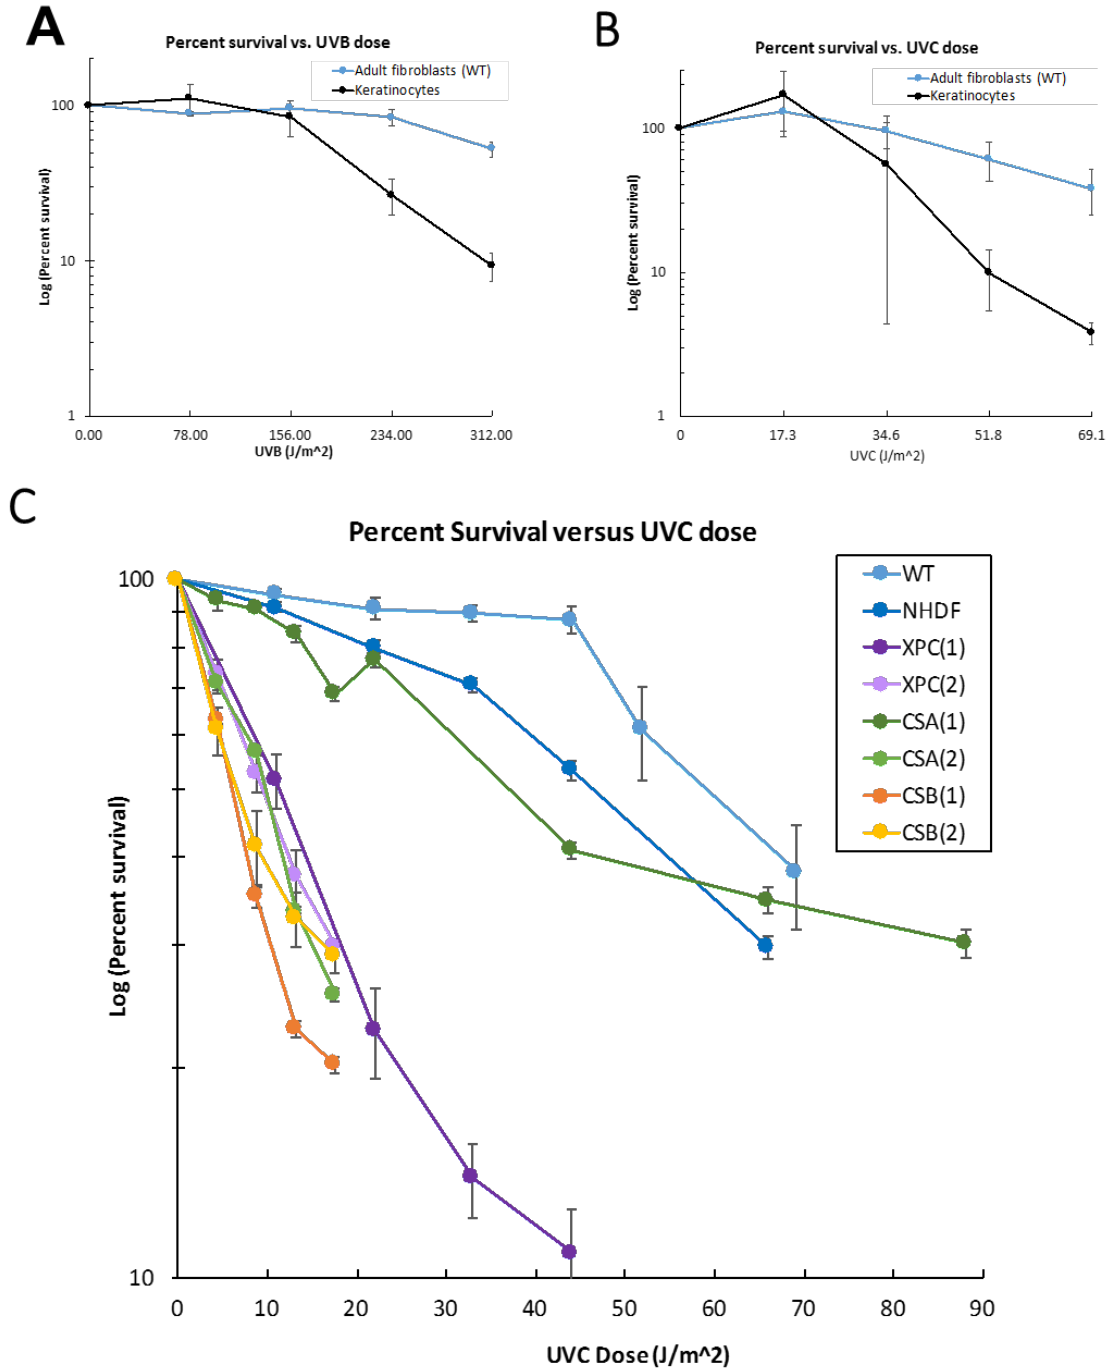 A
Percent survival vs. UVB dose
Adult fibroblasts (WT)
Keratinocytes
Log (Percent survival)
100
10
1
0.00 78.00 156.00 234.00 312.00
UVB (J/m^2)
B
Percent survival vs. UVC dose
Adult fibroblasts (WT)
Keratinocytes
Log (Percent survival)
100
10
1
0 17.3 34.6 51.8 69.1
UVC (J/m^2)
C
Percent Survival versus UVC dose
WT
NHDF
XPC(1)
XPC(2)
CSA(1)
CSA(2)
CSB(1)
CSB(2)
Log (Percent survival)
100
10
0 10 20 30 40 50 60 70 80 90
UVC Dose (J/m^2)